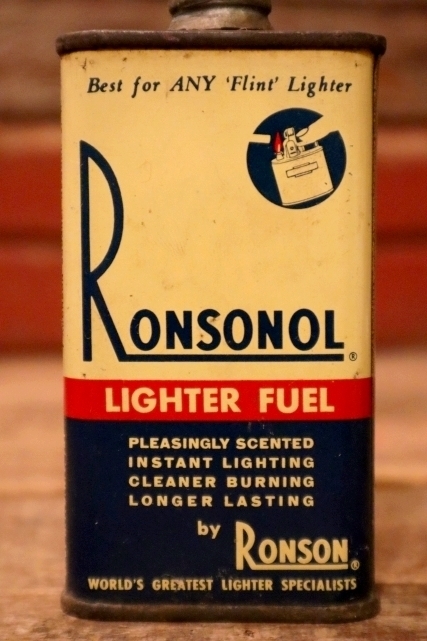 Best for ANY 'Flint' Lighter
RONSONOL®
LIGHTER FUEL
PLEASINGLY SCENTED
INSTANT LIGHTING
CLEANER BURNING
LONGER LASTING
by
RONSON®
WORLD'S GREATEST LIGHTER SPECIALISTS